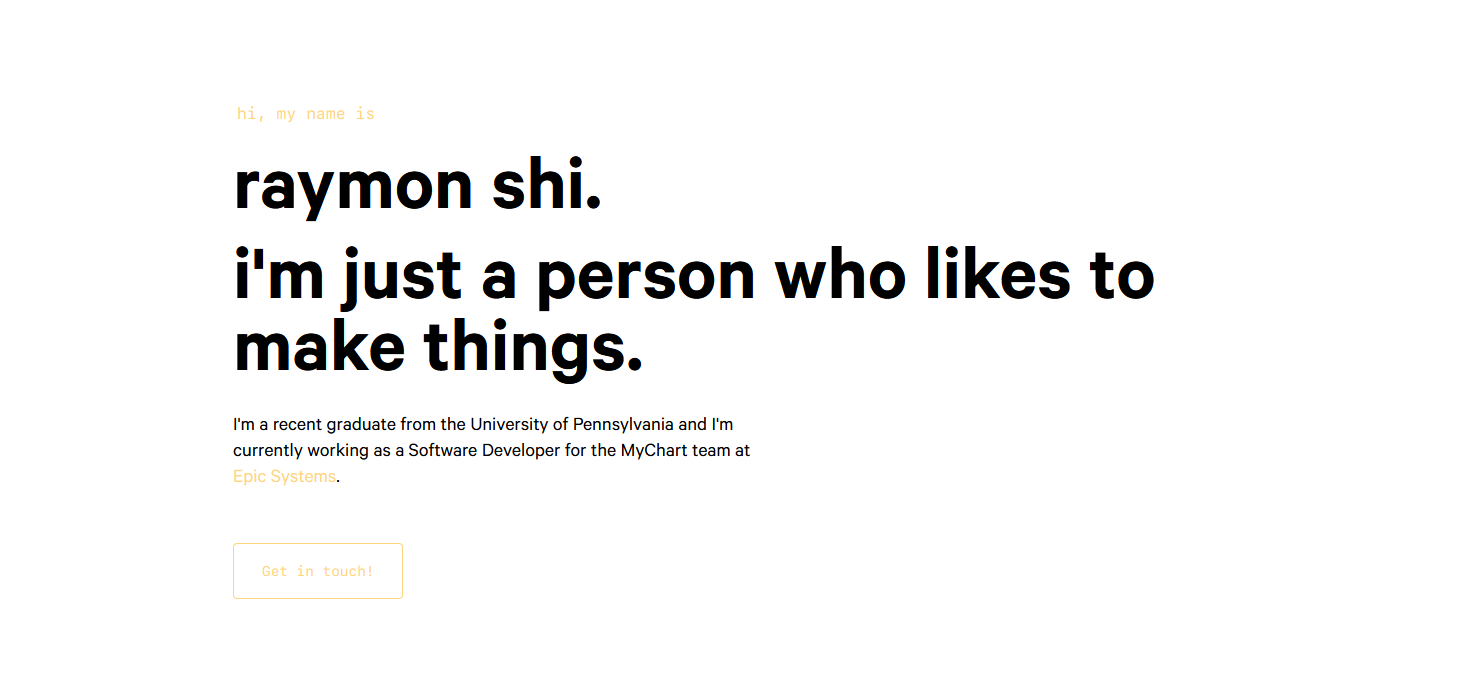 hi, my name is
raymon shi.
i'm just a person who likes to
make things.
I'm a recent graduate from the University of Pennsylvania and I'm
currently working as a Software Developer for the MyChart team at
Epic Systems.
Get in touch!